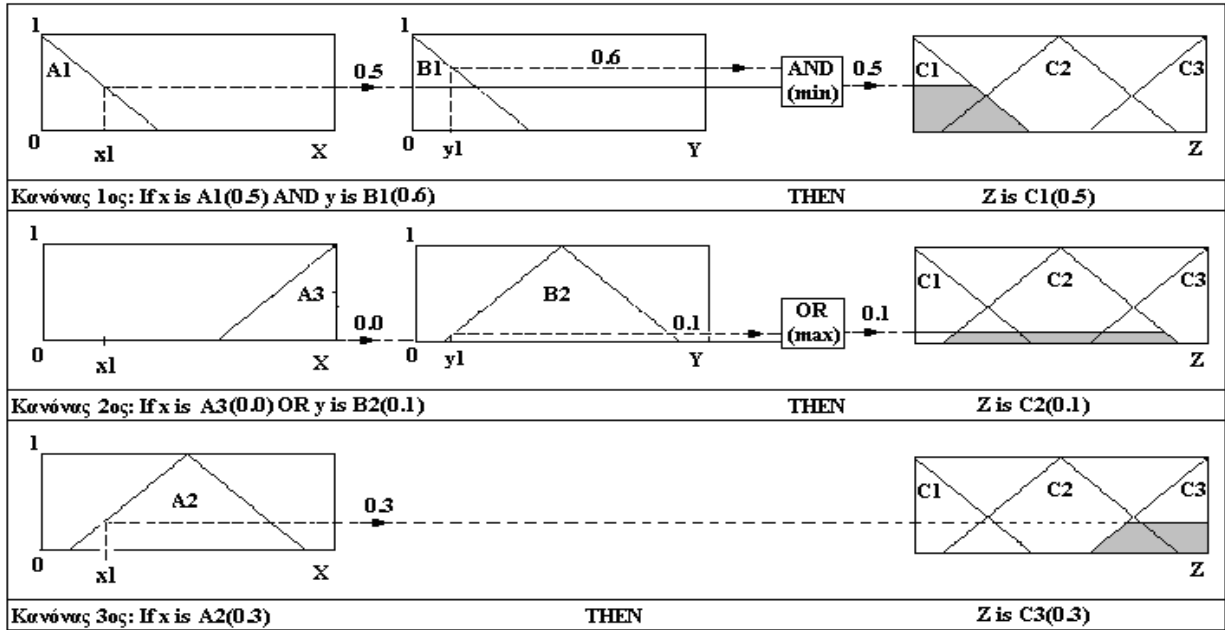 1
A1
0.5
0
x1
X
1
B1
0.6
0
y1
Y
AND
(min)
0.5
C1
C2
C3
Z
Κανόνας 1ος: If x is A1(0.5) AND y is B1(0.6) THEN Z is C1(0.5)
1
A3
0.0
0
x1
X
1
B2
0.1
0
y1
Y
OR
(max)
0.1
C1
C2
C3
Z
Κανόνας 2ος: If x is A3(0.0) OR y is B2(0.1) THEN Z is C2(0.1)
1
A2
0.3
0
x1
X
C1
C2
C3
Z
Κανόνας 3ος: If x is A2(0.3) THEN Z is C3(0.3)